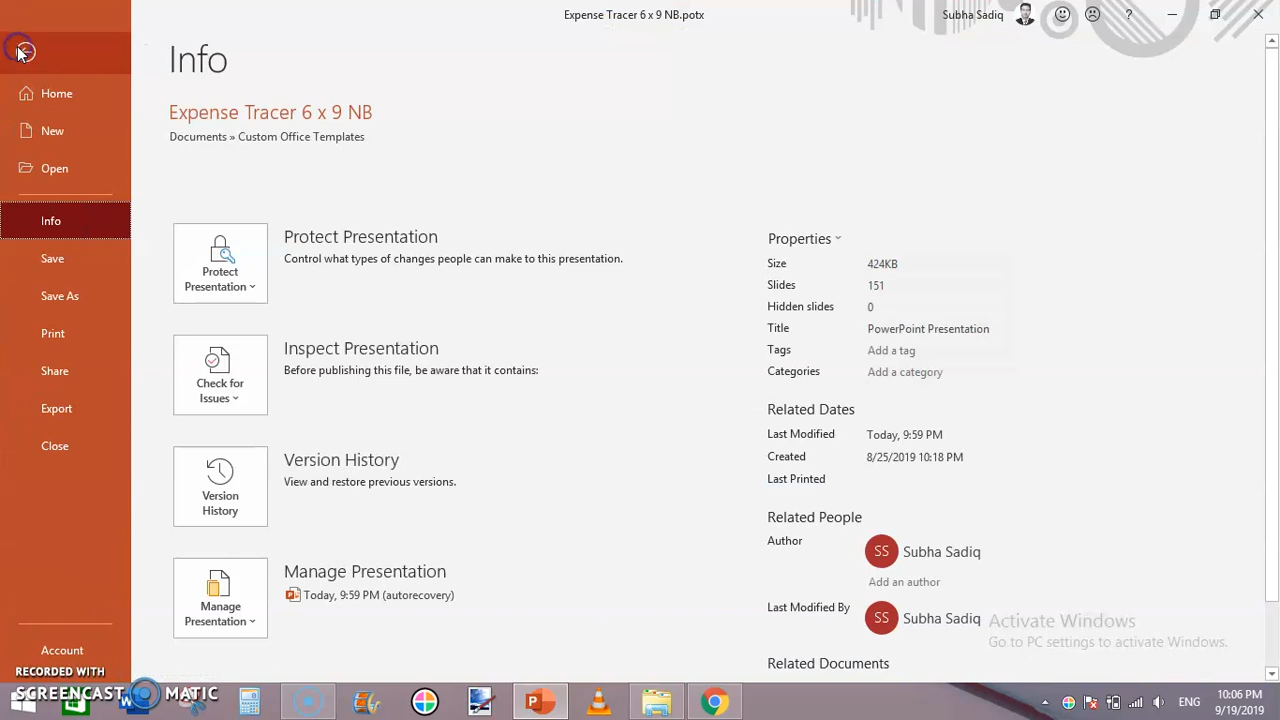 Expense Tracer 6 x 9 NB.potx
Subha Sadiq
?
Info
Home
Expense Tracer 6 x 9 NB
New
Documents » Custom Office Templates
Open
Info
Save
Save As
Print
Share
Export
Close
Protect Presentation
Protect Presentation
Control what types of changes people can make to this presentation.
Check for Issues
Inspect Presentation
Before publishing this file, be aware that it contains:
Version History
Version History
View and restore previous versions.
Manage Presentation
Manage Presentation
Today, 9:59 PM (autorecovery)
Properties
Size 424KB
Slides 151
Hidden slides 0
Title PowerPoint Presentation
Tags Add a tag
Categories Add a category
Related Dates
Last Modified Today, 9:59 PM
Created 8/25/2019 10:18 PM
Last Printed
Related People
Author SS Subha Sadiq
Add an author
Last Modified By SS Subha Sadiq
Related Documents
Activate Windows
Go to PC settings to activate Windows.
Account
RECORDED WITH
SCREENCAST MATIC
ENG
10:06 PM
9/19/2019